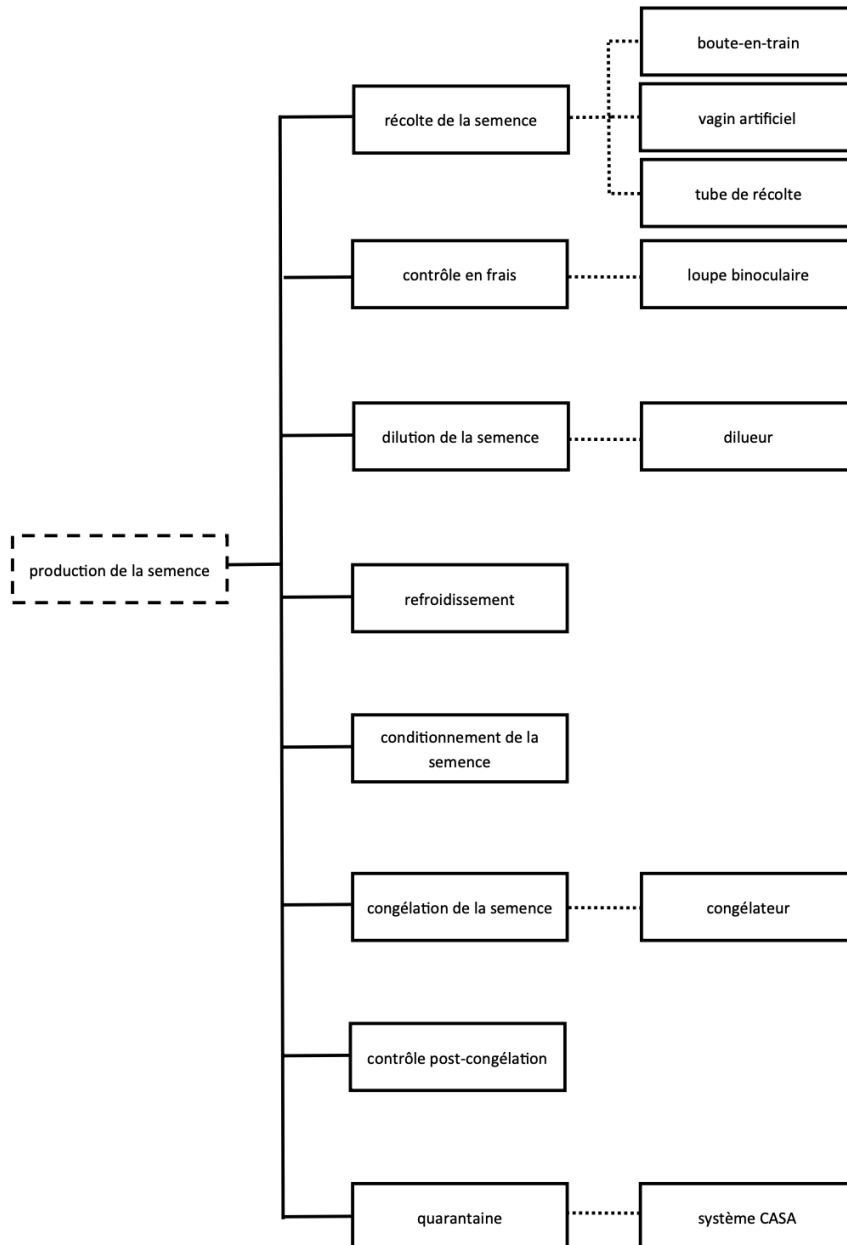 boute-en-train
récolte de la semence
vagin artificiel
tube de récolte
contrôle en frais
loupe binoculaire
dilution de la semence
dilueur
production de la semence
refroidissement
conditionnement de la
semence
congélation de la semence
congélateur
contrôle post-congélation
quarantaine
système CASA